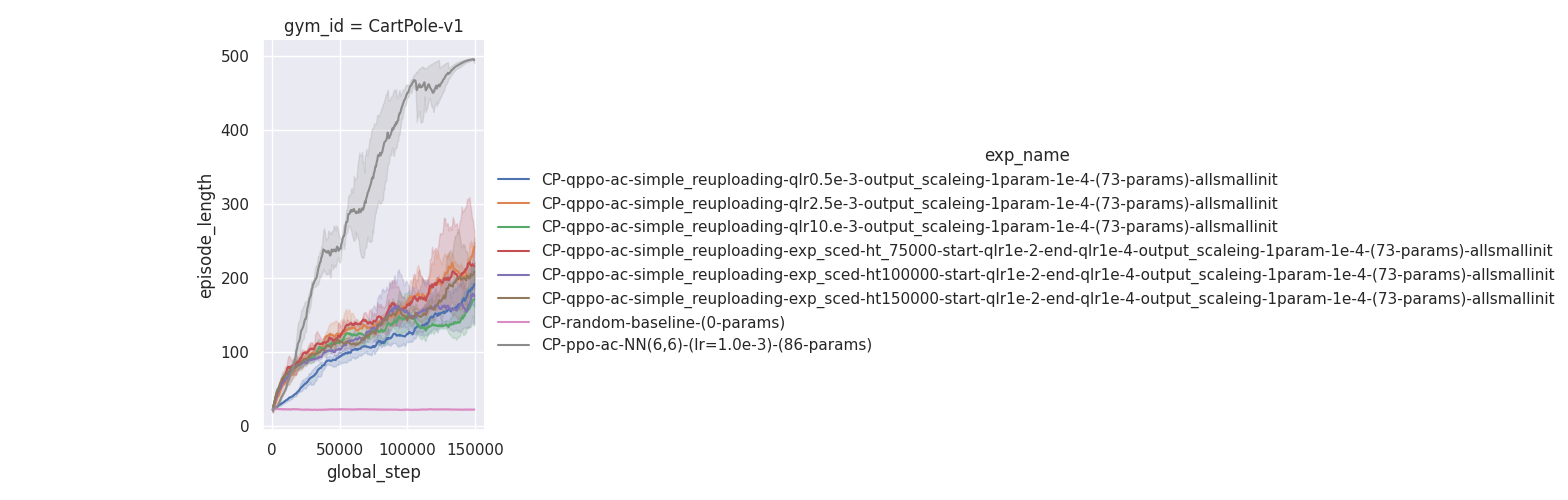 gym_id = CartPole-v1
500
400
300
200
100
0
episode_length
0 50000 100000 150000
global_step
exp_name
CP-qppo-ac-simple_reuploading-qlr0.5e-3-output_scaleing-1param-1e-4-(73-params)-allsmallinit
CP-qppo-ac-simple_reuploading-qlr2.5e-3-output_scaleing-1param-1e-4-(73-params)-allsmallinit
CP-qppo-ac-simple_reuploading-qlr10.e-3-output_scaleing-1param-1e-4-(73-params)-allsmallinit
CP-qppo-ac-simple_reuploading-exp_sced-ht_75000-start-qlr1e-2-end-qlr1e-4-output_scaleing-1param-1e-4-(73-params)-allsmallinit
CP-qppo-ac-simple_reuploading-exp_sced-ht100000-start-qlr1e-2-end-qlr1e-4-output_scaleing-1param-1e-4-(73-params)-allsmallinit
CP-qppo-ac-simple_reuploading-exp_sced-ht150000-start-qlr1e-2-end-qlr1e-4-output_scaleing-1param-1e-4-(73-params)-allsmallinit
CP-random-baseline-(0-params)
CP-ppo-ac-NN(6,6)-(lr=1.0e-3)-(86-params)